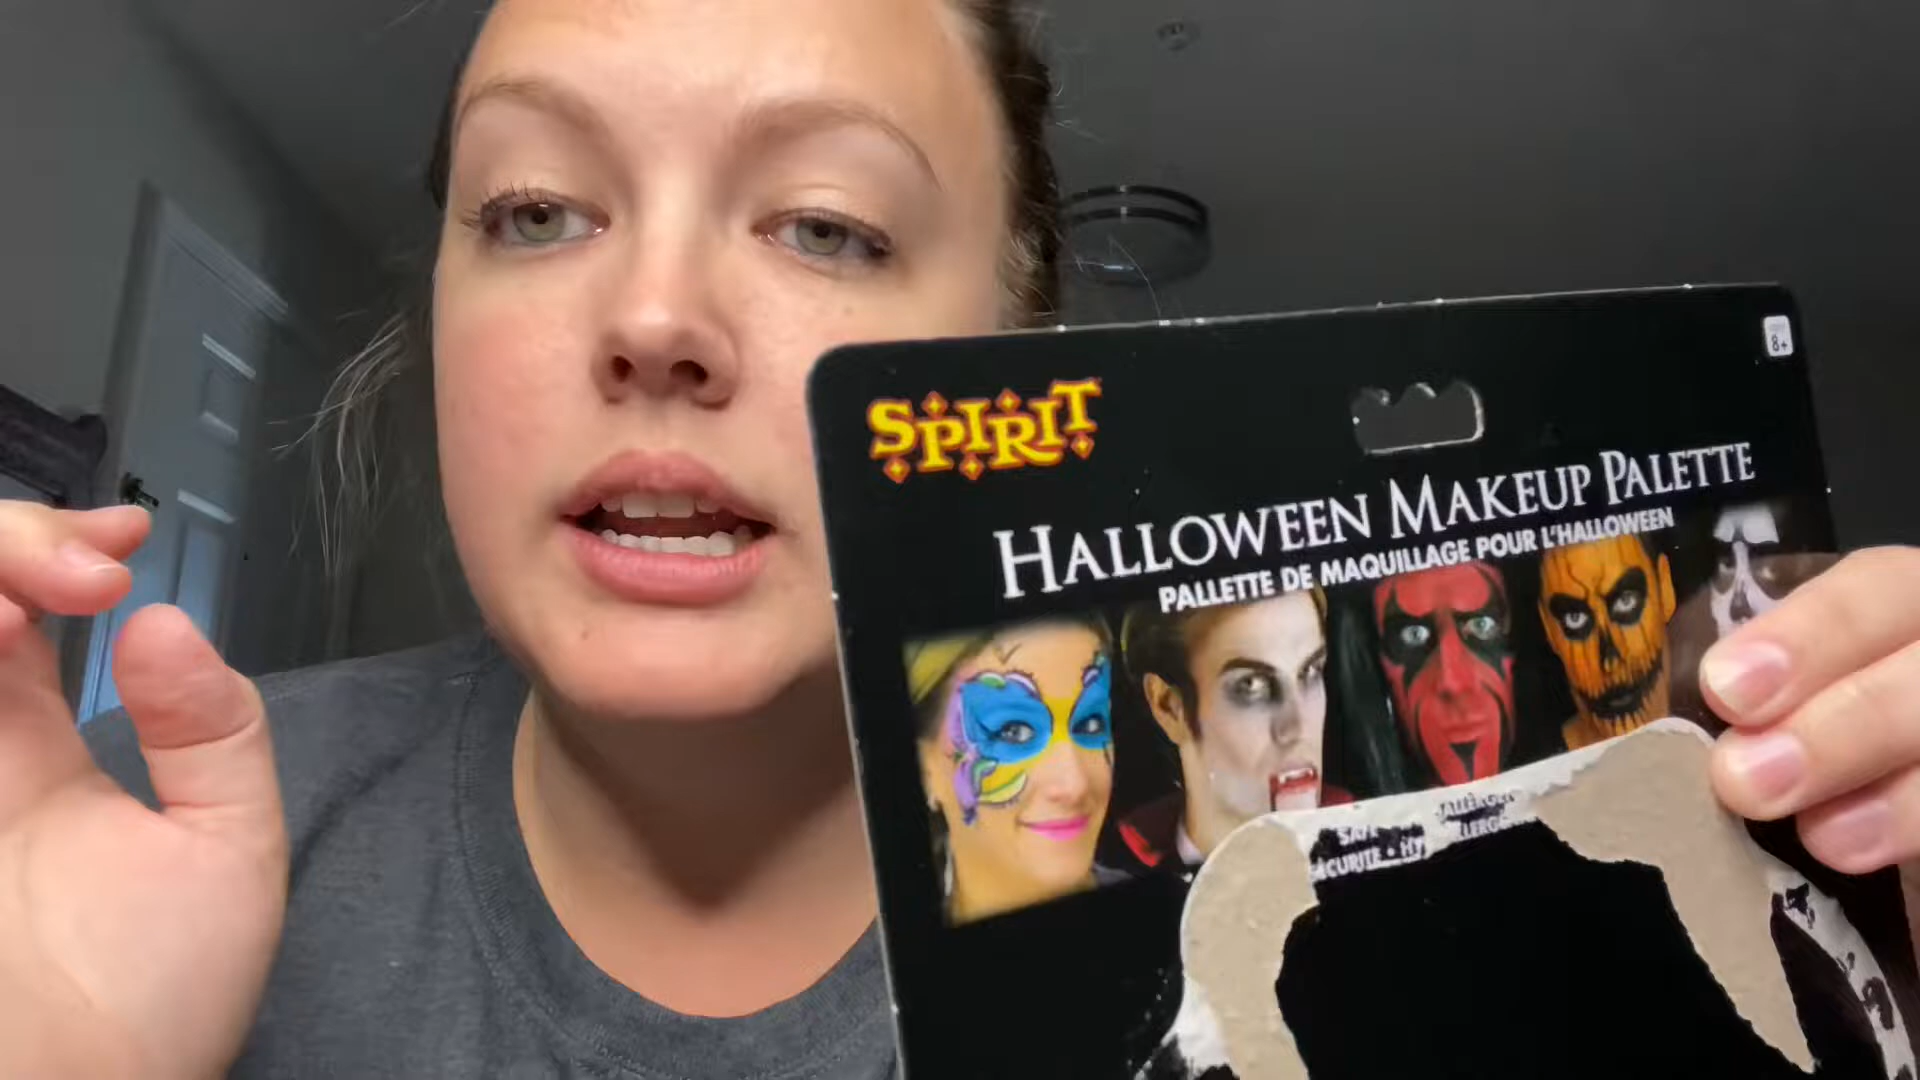 SPIRIT
8+
HALLOWEEN MAKEUP PALETTE
PALLETTE DE MAQUILLAGE POUR L'HALLOWEEN